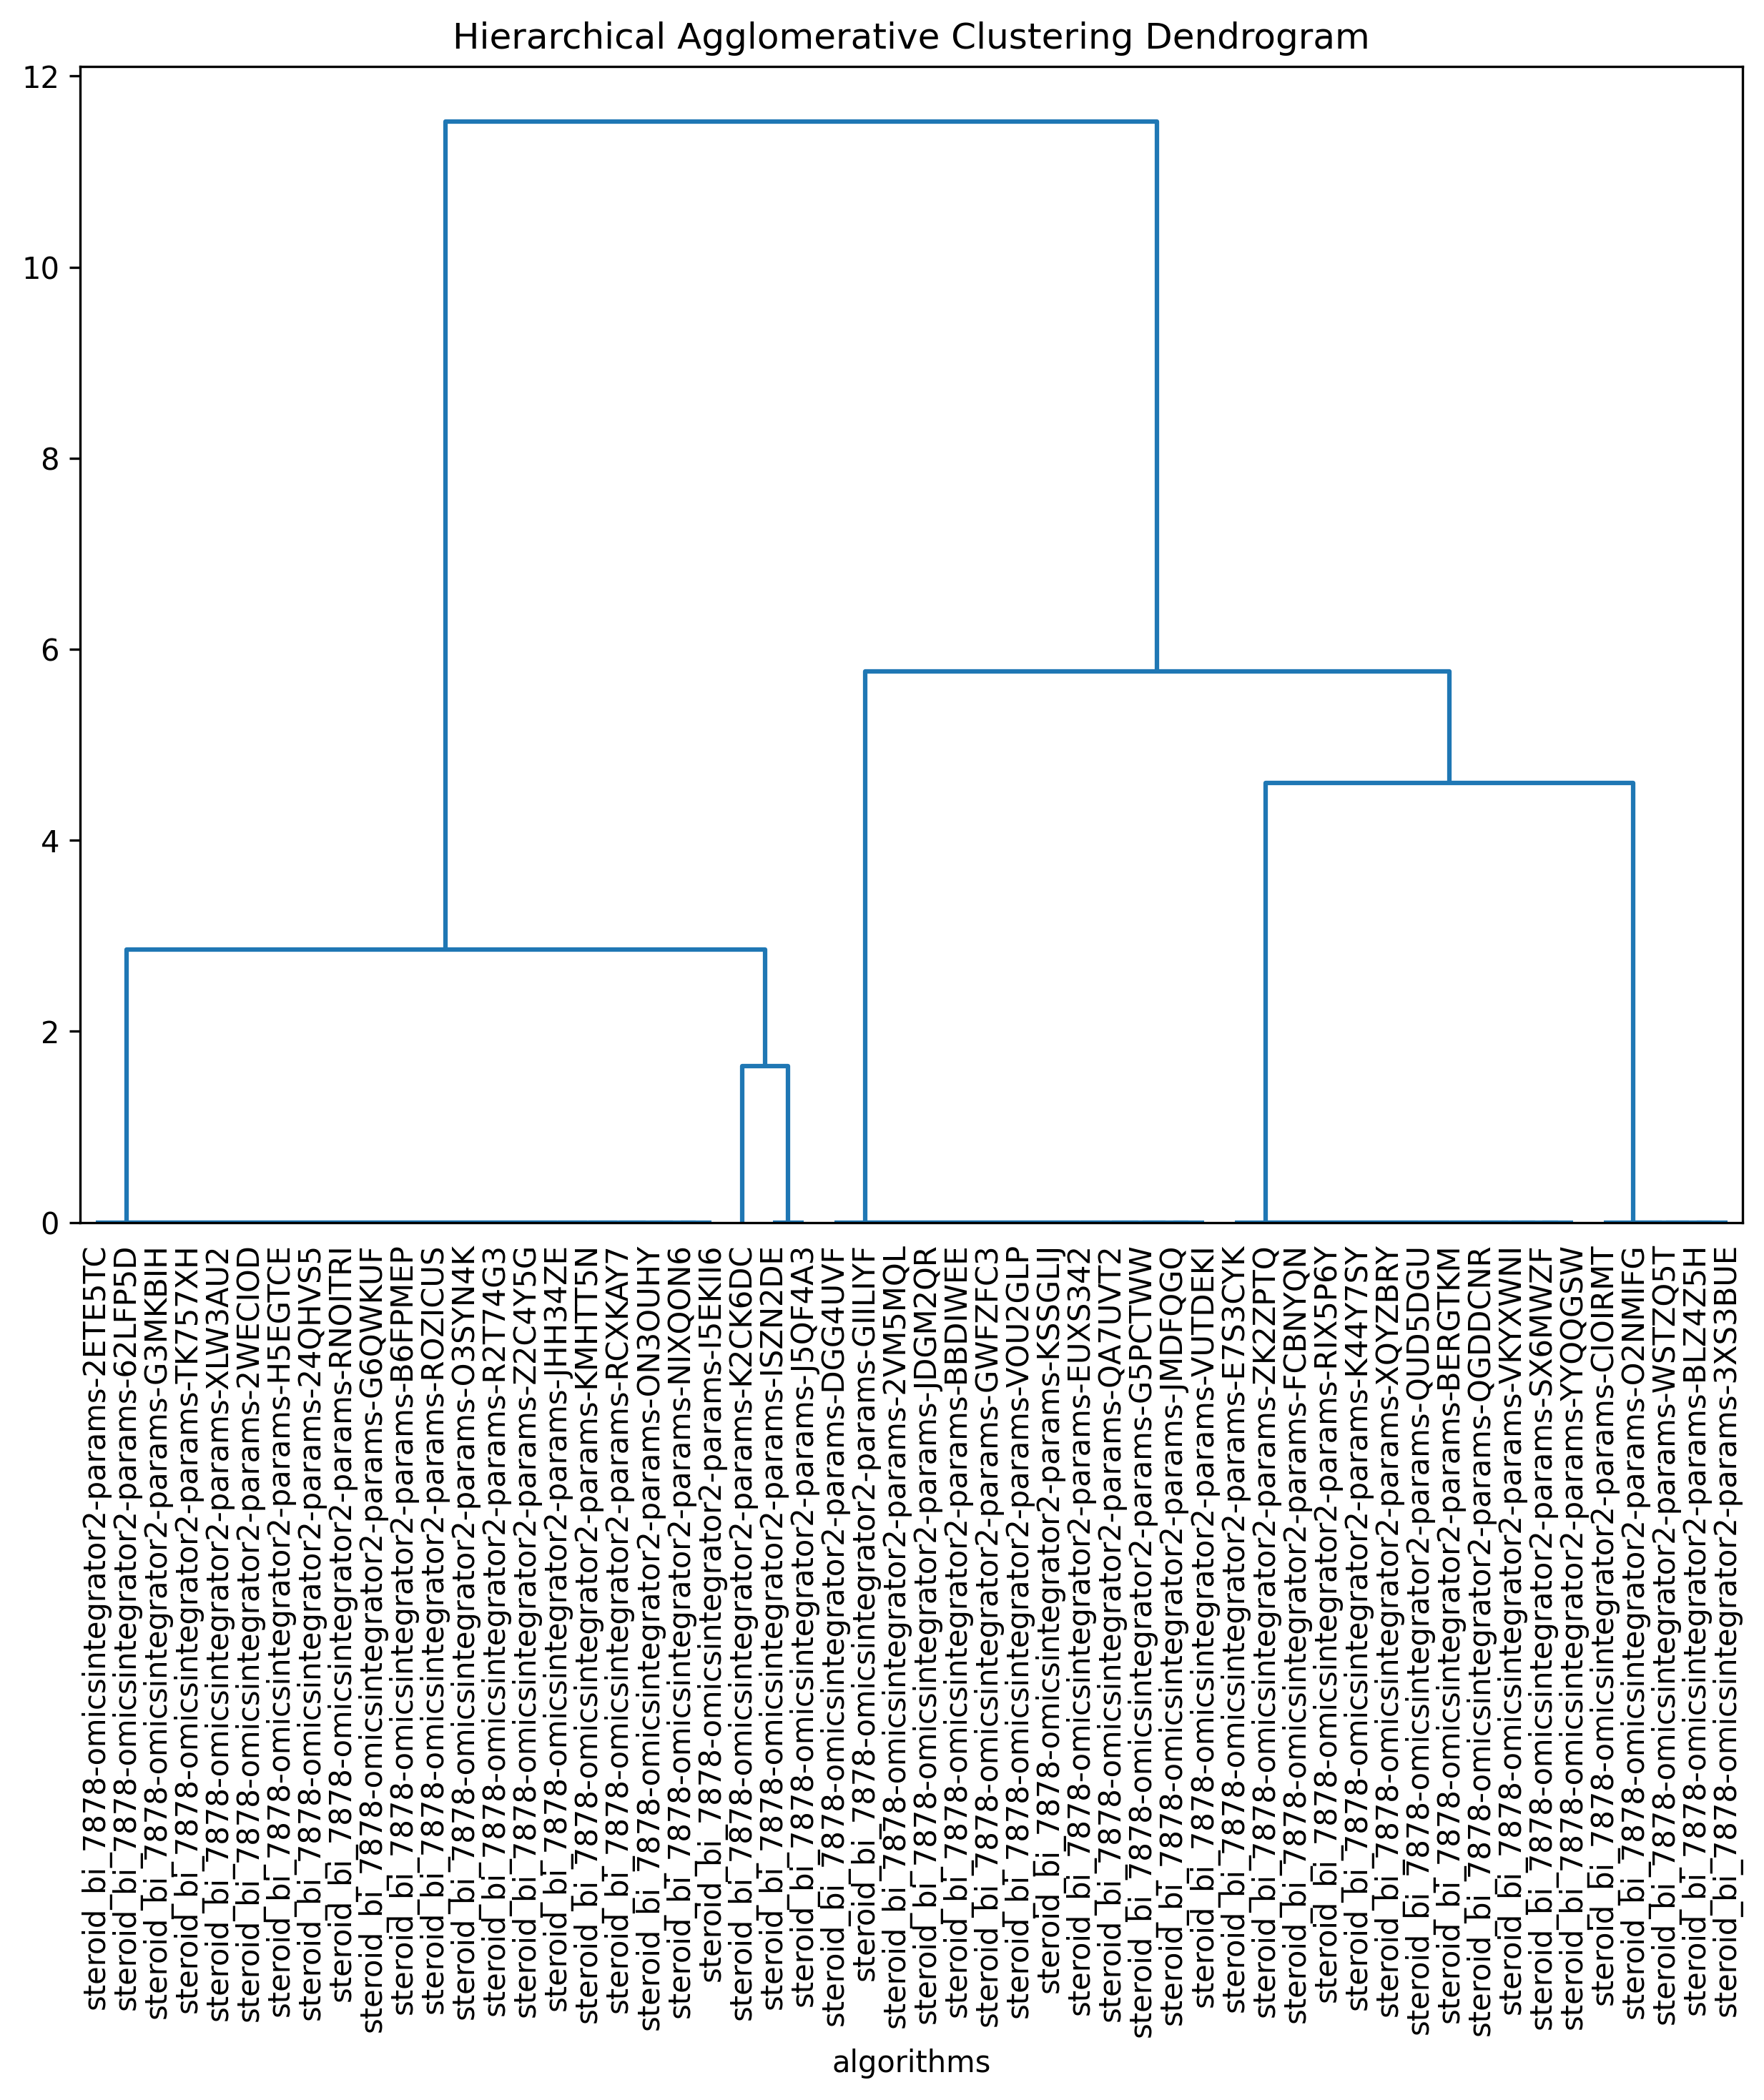 Hierarchical Agglomerative Clustering Dendrogram
12
10
8
6
4
2
0
steroid_bi_7878-omicsintegrator2-params-2ETE5TC
steroid_bi_7878-omicsintegrator2-params-62LFP5D
steroid_bi_7878-omicsintegrator2-params-G3MKBIH
steroid_bi_7878-omicsintegrator2-params-TK757XH
steroid_bi_7878-omicsintegrator2-params-XLW3AU2
steroid_bi_7878-omicsintegrator2-params-2WECIOD
steroid_bi_7878-omicsintegrator2-params-H5EGTCE
steroid_bi_7878-omicsintegrator2-params-24QHVS5
steroid_bi_7878-omicsintegrator2-params-RNOITRI
steroid_bi_7878-omicsintegrator2-params-G6QWKUF
steroid_bi_7878-omicsintegrator2-params-B6FPMEP
steroid_bi_7878-omicsintegrator2-params-ROZICUS
steroid_bi_7878-omicsintegrator2-params-O3SYN4K
steroid_bi_7878-omicsintegrator2-params-R2T74G3
steroid_bi_7878-omicsintegrator2-params-Z2C4Y5G
steroid_bi_7878-omicsintegrator2-params-JHH34ZE
steroid_bi_7878-omicsintegrator2-params-KMHTT5N
steroid_bi_7878-omicsintegrator2-params-RCXKAY7
steroid_bi_7878-omicsintegrator2-params-ON3OUHY
steroid_bi_7878-omicsintegrator2-params-NIXQON6
steroid_bi_7878-omicsintegrator2-params-I5EKII6
steroid_bi_7878-omicsintegrator2-params-K2CK6DC
steroid_bi_7878-omicsintegrator2-params-ISZN2DE
steroid_bi_7878-omicsintegrator2-params-J5QF4A3
steroid_bi_7878-omicsintegrator2-params-DGG4UVF
steroid_bi_7878-omicsintegrator2-params-GIILIYF
steroid_bi_7878-omicsintegrator2-params-2VM5MQL
steroid_bi_7878-omicsintegrator2-params-JDGM2QR
steroid_bi_7878-omicsintegrator2-params-BBDIWEE
steroid_bi_7878-omicsintegrator2-params-GWFZFC3
steroid_bi_7878-omicsintegrator2-params-VOU2GLP
steroid_bi_7878-omicsintegrator2-params-KSSGLIJ
steroid_bi_7878-omicsintegrator2-params-EUXS342
steroid_bi_7878-omicsintegrator2-params-QA7UVT2
steroid_bi_7878-omicsintegrator2-params-G5PCTWW
steroid_bi_7878-omicsintegrator2-params-JMDFQGQ
steroid_bi_7878-omicsintegrator2-params-VUTDEKI
steroid_bi_7878-omicsintegrator2-params-E7S3CYK
steroid_bi_7878-omicsintegrator2-params-ZK2ZPTQ
steroid_bi_7878-omicsintegrator2-params-FCBNYQN
steroid_bi_7878-omicsintegrator2-params-RIX5P6Y
steroid_bi_7878-omicsintegrator2-params-K44Y7SY
steroid_bi_7878-omicsintegrator2-params-XQYZBRY
steroid_bi_7878-omicsintegrator2-params-QUD5DGU
steroid_bi_7878-omicsintegrator2-params-BERGTKM
steroid_bi_7878-omicsintegrator2-params-QGDDCNR
steroid_bi_7878-omicsintegrator2-params-VKYXWNI
steroid_bi_7878-omicsintegrator2-params-SX6MWZF
steroid_bi_7878-omicsintegrator2-params-YYQQGSW
steroid_bi_7878-omicsintegrator2-params-CIOIRMT
steroid_bi_7878-omicsintegrator2-params-O2NMIFG
steroid_bi_7878-omicsintegrator2-params-WSTZQ5T
steroid_bi_7878-omicsintegrator2-params-BLZ4Z5H
steroid_bi_7878-omicsintegrator2-params-3XS3BUE
algorithms